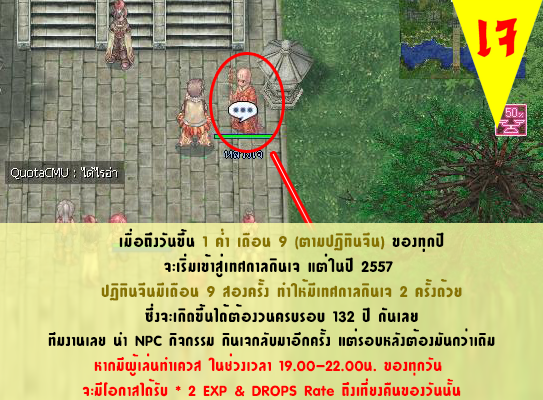 เจ
50%
หลวงเจ
QuotaCMU : ได้ไรอ่า
เมื่อถึงวันขึ้น 1 ค่ำ เดือน 9 (ตามปฏิทินจีน) ของทุกปี
จะเริ่มเข้าสู่เทศกาลกินเจ แต่ในปี 2557
ปฏิทินจีนมีเดือน 9 สองครั้ง ทำให้มีเทศกาลกินเจ 2 ครั้งด้วย
ซึ่งจะเกิดขึ้นได้ต้องวนครบรอบ 132 ปี กันเลย
ทีมงานเลย นำ NPC กิจกรรม กินเจกลับมาอีกครั้ง แต่รอบหลังต้องมันกว่าเดิม
หากมีผู้เล่นทำเควส ในช่วงเวลา 19.00-22.00น. ของทุกวัน
จะมีโอกาสได้รับ * 2 EXP & DROPS Rate ถึงเที่ยงคืนของวันนั้น